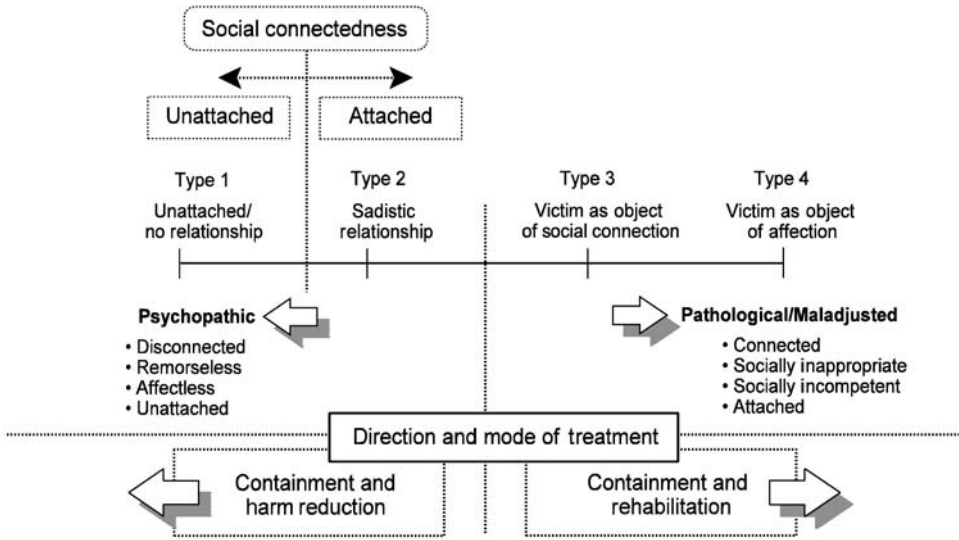 Social connectedness
Unattached
Attached
Type 1
Unattached/
no relationship
Type 2
Sadistic
relationship
Type 3
Victim as object
of social connection
Type 4
Victim as object
of affection
Psychopathic
• Disconnected
• Remorseless
• Affectless
• Unattached
Pathological/Maladjusted
• Connected
• Socially inappropriate
• Socially incompetent
• Attached
Direction and mode of treatment
Containment and
harm reduction
Containment and
rehabilitation